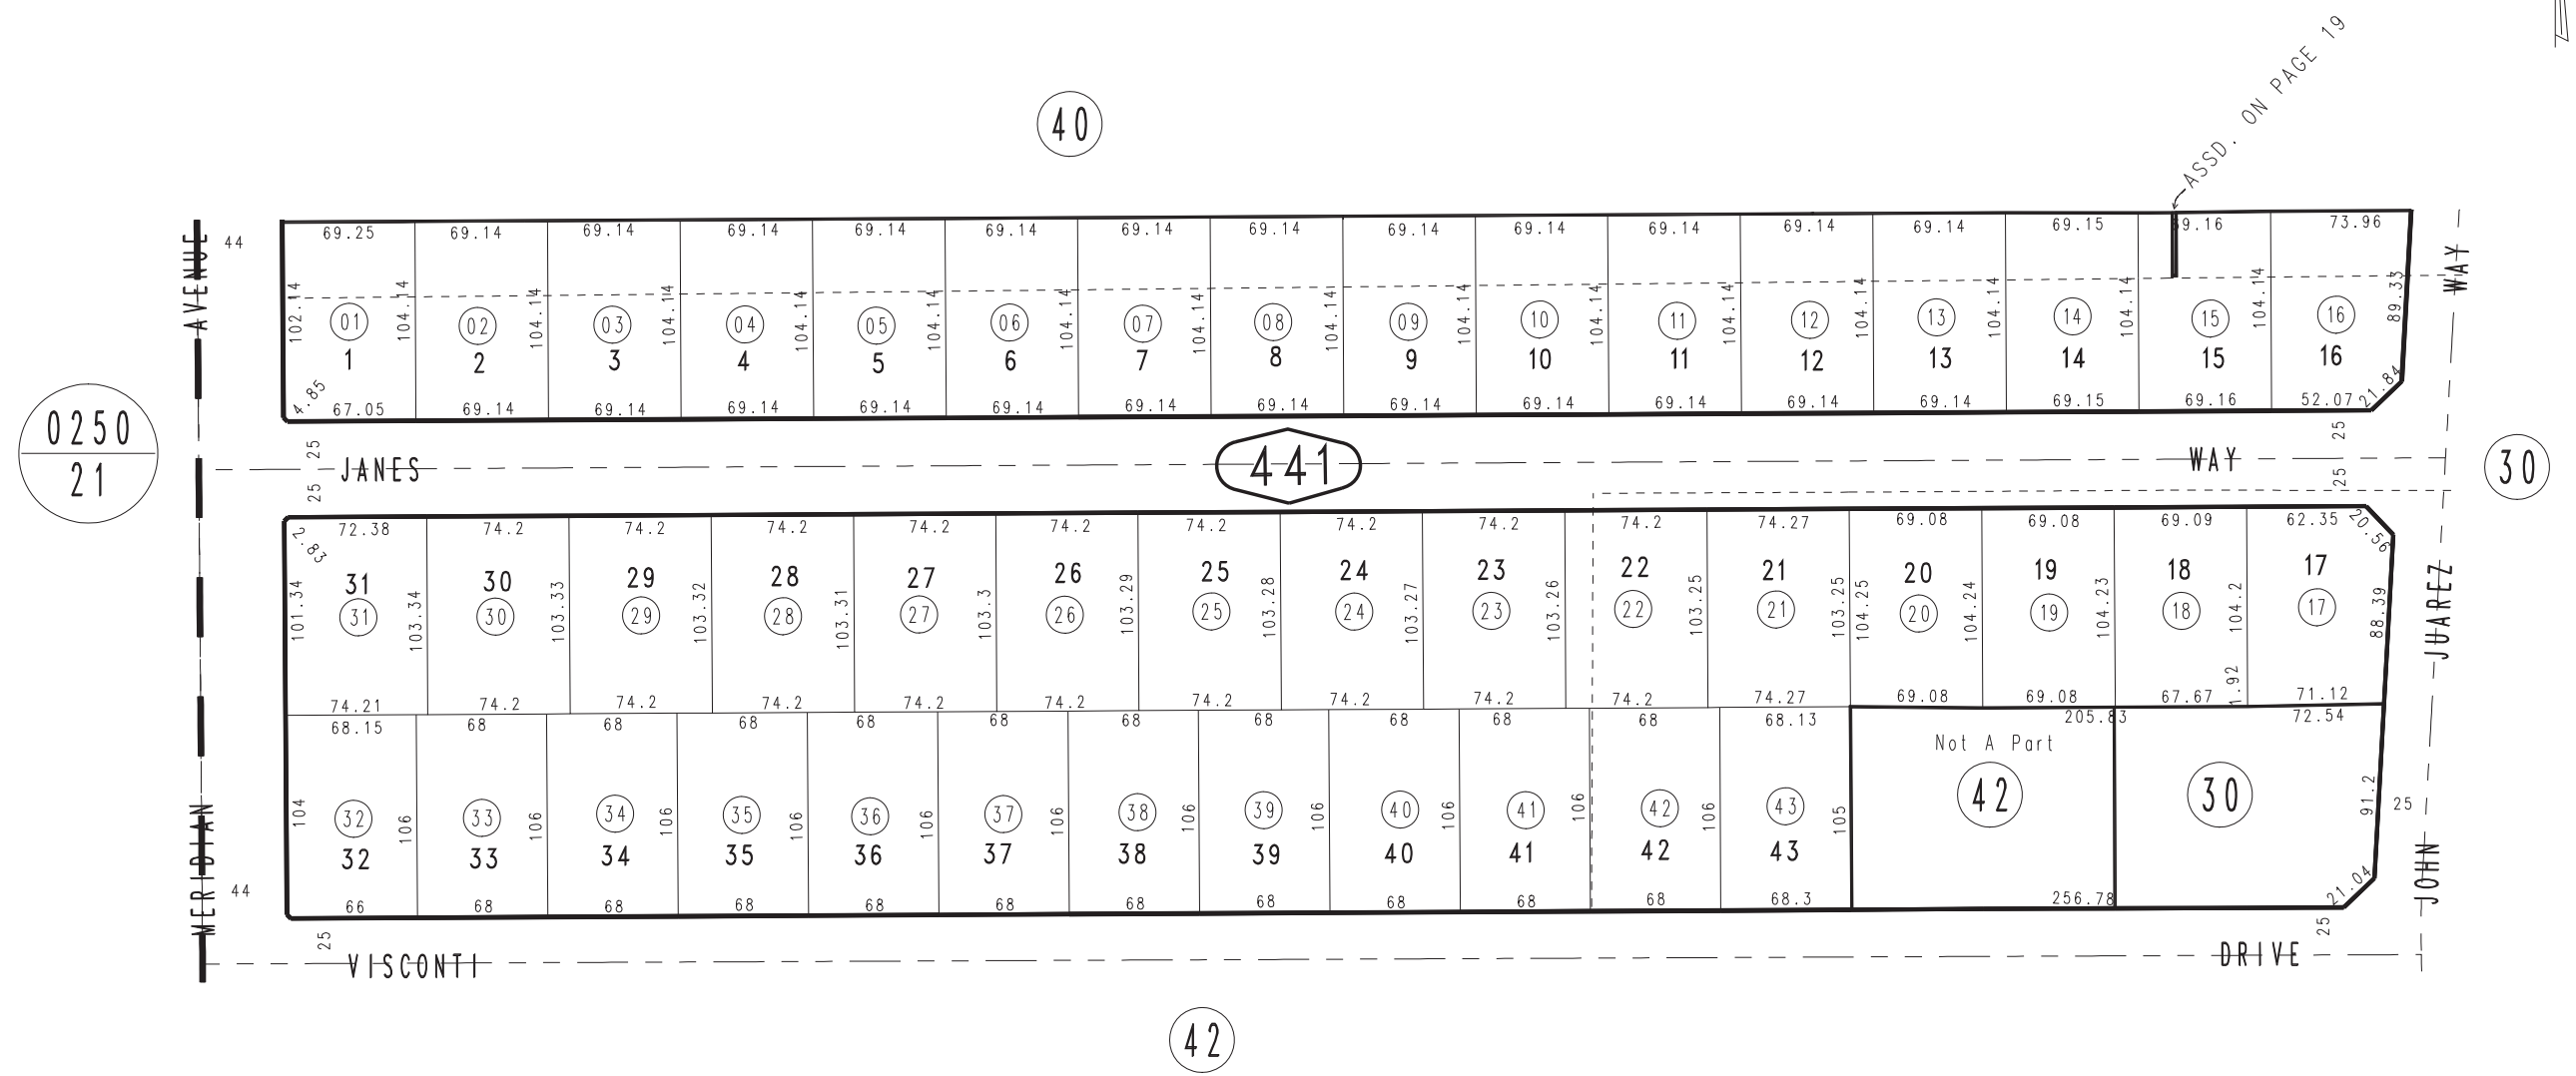 ASSD. ON PAGE 19
40
AVENUE
44
69.25 69.14 69.14 69.14 69.14 69.14 69.14 69.14 69.14 69.14 69.14 69.14 69.14 69.15 69.16 73.96
WAY
102.14 104.14 104.14 104.14 104.14 104.14 104.14 104.14 104.14 104.14 104.14 104.14 104.14 104.14 104.14 104.14 89.33
01 02 03 04 05 06 07 08 09 10 11 12 13 14 15 16
1 2 3 4 5 6 7 8 9 10 11 12 13 14 15 16
4.85 67.05 69.14 69.14 69.14 69.14 69.14 69.14 69.14 69.14 69.14 69.14 69.14 69.14 69.15 69.16 52.07 21.84
0250
21
25 25
JANES 441 WAY 30
25 25
72.38 74.2 74.2 74.2 74.2 74.2 74.2 74.2 74.2 74.2 74.27 69.08 69.08 69.09 62.35
2.83 20.56
31 30 29 28 27 26 25 24 23 22 21 20 19 18 17
31 30 29 28 27 26 25 24 23 22 21 20 19 18 17
101.34 103.34 103.33 103.32 103.31 103.3 103.29 103.28 103.27 103.26 103.25 103.25 104.25 104.24 104.23 104.2 88.39
JUAREZ
1.92
74.21 74.2 74.2 74.2 74.2 74.2 74.2 74.2 74.2 74.2 74.27 69.08 69.08 67.67 71.12
68.15 68 68 68 68 68 68 68 68 68 68 68.13 205.83 72.54
Not A Part
42 30
104 106 106 106 106 106 106 106 106 106 106 106 105 91.2 25
32 33 34 35 36 37 38 39 40 41 42 43
32 33 34 35 36 37 38 39 40 41 42 43
MERIDIAN
44
JOHN
66 68 68 68 68 68 68 68 68 68 68 68.3 256.78 21.04
25 25
VISCONTI DRIVE
42